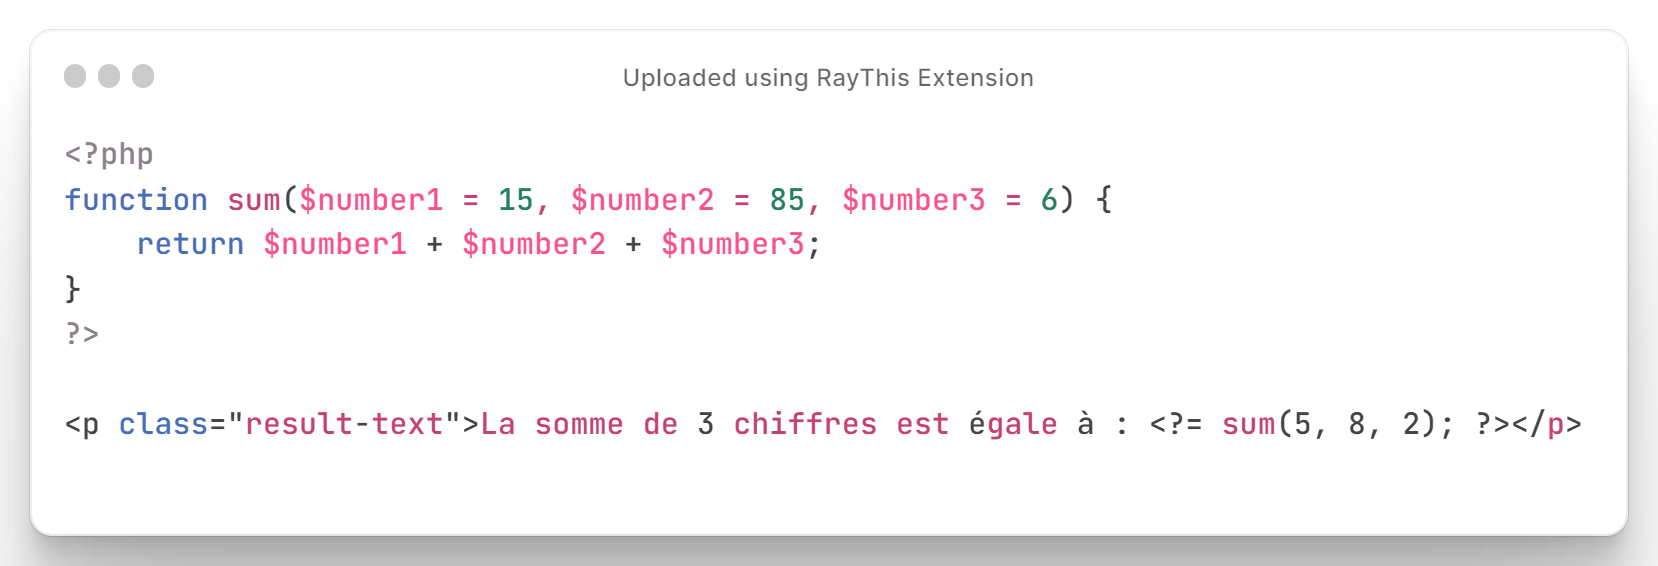 Uploaded using RayThis Extension
<?php
function sum($number1 = 15, $number2 = 85, $number3 = 6) {
    return $number1 + $number2 + $number3;
}
?>
<p class="result-text">La somme de 3 chiffres est égale à : <?= sum(5, 8, 2); ?></p>